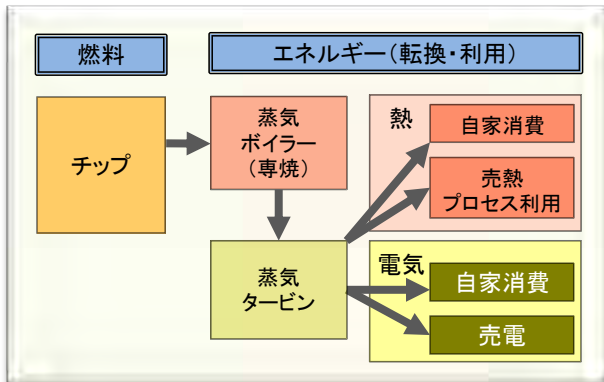 燃料
エネルギー（転換・利用）
チップ
蒸気
ボイラー
（専焼）
熱
自家消費
売熱
プロセス利用
蒸気
タービン
電気
自家消費
売電